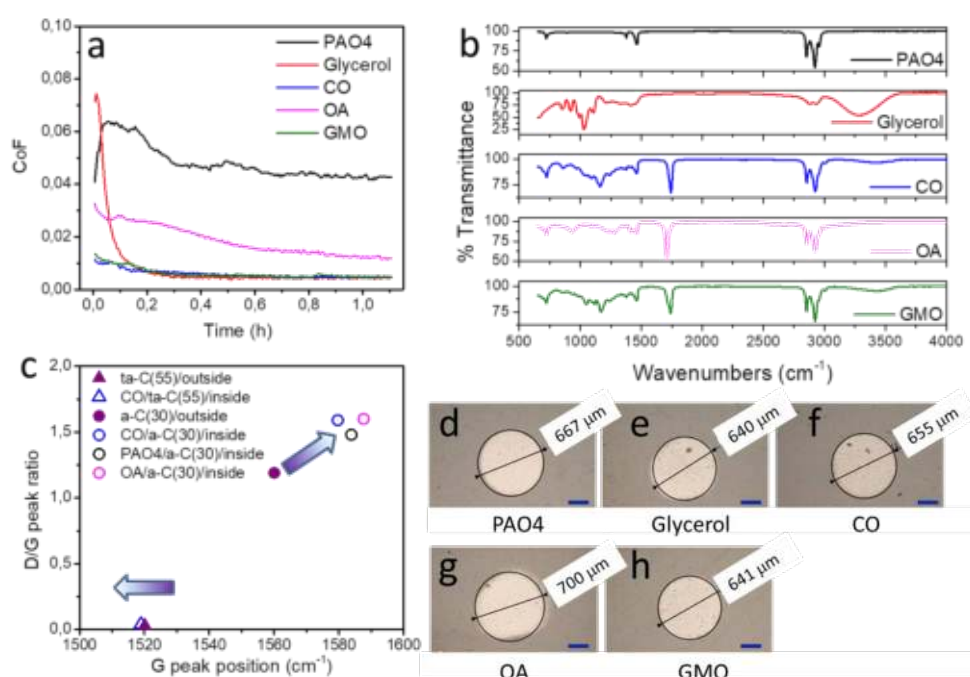 a
0,10
0,08
0,06
0,04
0,02
0,00
CoF
0,0 0,2 0,4 0,6 0,8 1,0
Time (h)
PAO4
Glycerol
CO
OA
GMO
b
% Transmittance
100
75
50
PAO4
100
75
50
25
Glycerol
100
75
CO
100
75
50
OA
100
75
GMO
500 1000 1500 2000 2500 3000 3500 4000
Wavenumbers (cm⁻¹)
c
2,0
1,5
1,0
0,5
0,0
D/G peak ratio
ta-C(55)/outside
CO/ta-C(55)/inside
a-C(30)/outside
CO/a-C(30)/inside
PAO4/a-C(30)/inside
OA/a-C(30)/inside
1500 1520 1540 1560 1580 1600
G peak position (cm⁻¹)
d
667 µm
PAO4
e
640 µm
Glycerol
f
655 µm
CO
g
700 µm
OA
h
641 µm
GMO